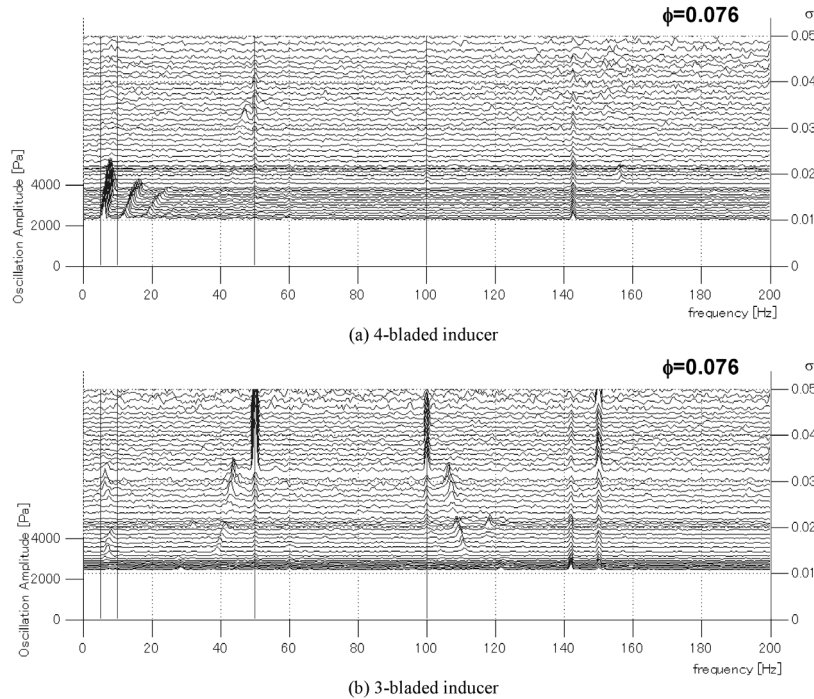 ϕ=0.076
σ
0.05
0.04
0.03
0.02
0.01
0
Oscillation Amplitude [Pa]
4000
2000
0
0 20 40 60 80 100 120 140 160 180 200
frequency [Hz]
(a) 4-bladed inducer
ϕ=0.076
σ
0.05
0.04
0.03
0.02
0.01
0
Oscillation Amplitude [Pa]
4000
2000
0
0 20 40 60 80 100 120 140 160 180 200
frequency [Hz]
(b) 3-bladed inducer